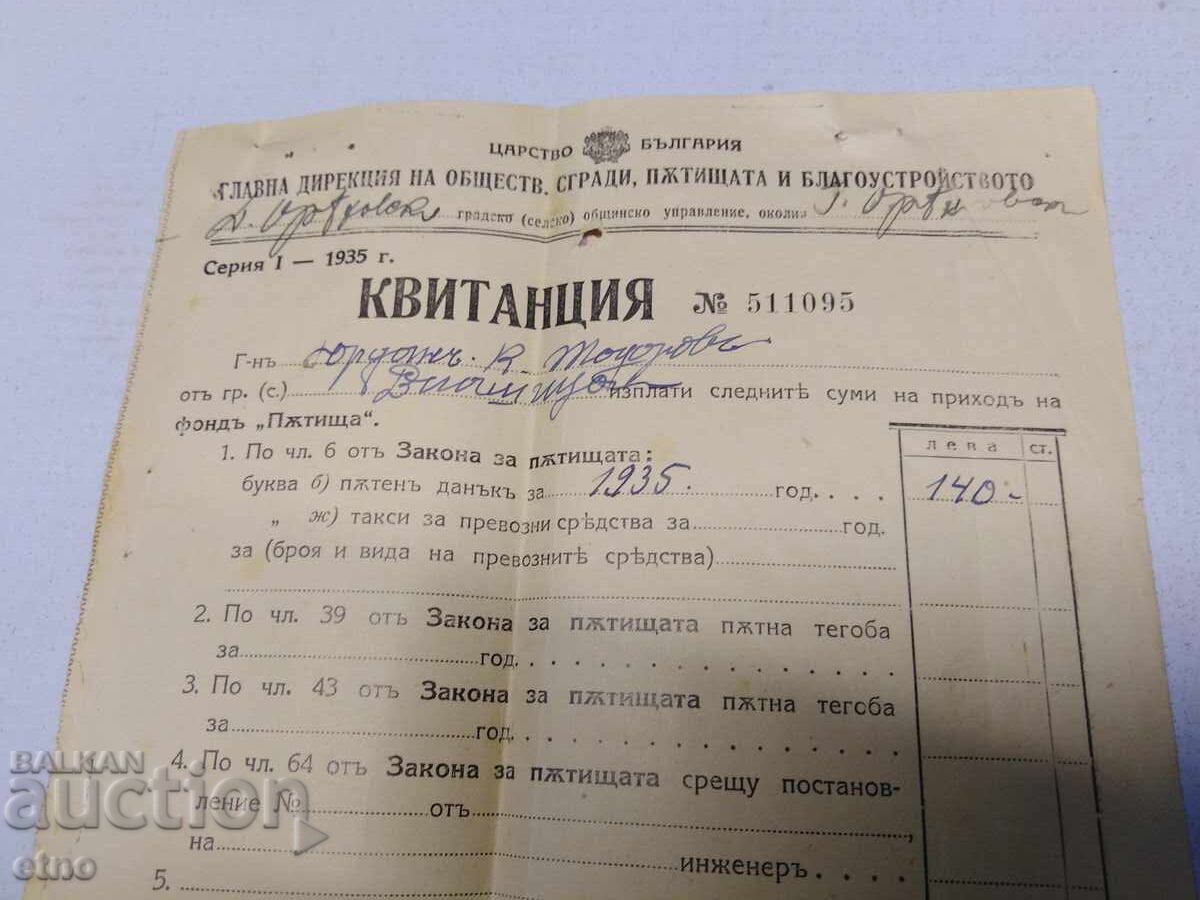 ЦАРСТВО БЪЛГАРИЯ
ГЛАВНА ДИРЕКЦИЯ НА ОБЩЕСТВ. СГРАДИ, ПѪТИЩАТА И БЛАГОУСТРОЙСТВОТО
градско (селско) общинско управление, околия
Серия I — 1935 г.
КВИТАНЦИЯ № 511095
Г-нъ Юрданъ К. Тодоровъ
отъ гр. (с.) изплати следнитѣ суми на приходъ на
фондъ „Пѫтища“.
лева ст.
1. По чл. 6 отъ Закона за пѫтищата:
буква б) пѫтенъ данъкъ за 1935. год. . . . . 140 -
„ ж) такси за превозни срѣдства за год.
за (броя и вида на превознитѣ срѣдства)
2. По чл. 39 отъ Закона за пѫтищата пѫтна тегоба
за год. . . . . . . . . . . . . .
3. По чл. 43 отъ Закона за пѫтищата пѫтна тегоба
за год. . . . . . . . . . . . . .
4. По чл. 64 отъ Закона за пѫтищата срещу постанов-
ление № отъ ,
на инженеръ . . . .
5.
BALKAN
auction
etno